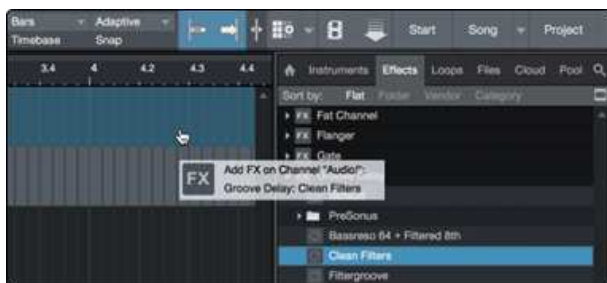 Bars Adaptive
Timebase Snap
Start Song Project
3.4 4 4.2 4.3 4.4
Instruments Effects Loops Files Cloud Pool
Sort by: Flat Folder Vendor Category
FX Fat Channel
FX Flanger
FX Gate
FX Add FX on Channel "Audio!":
Groove Delay; Clean Filters
PreSonus
Bassreso 64 + Filtered 8th
Clean Filters
Filtergroove